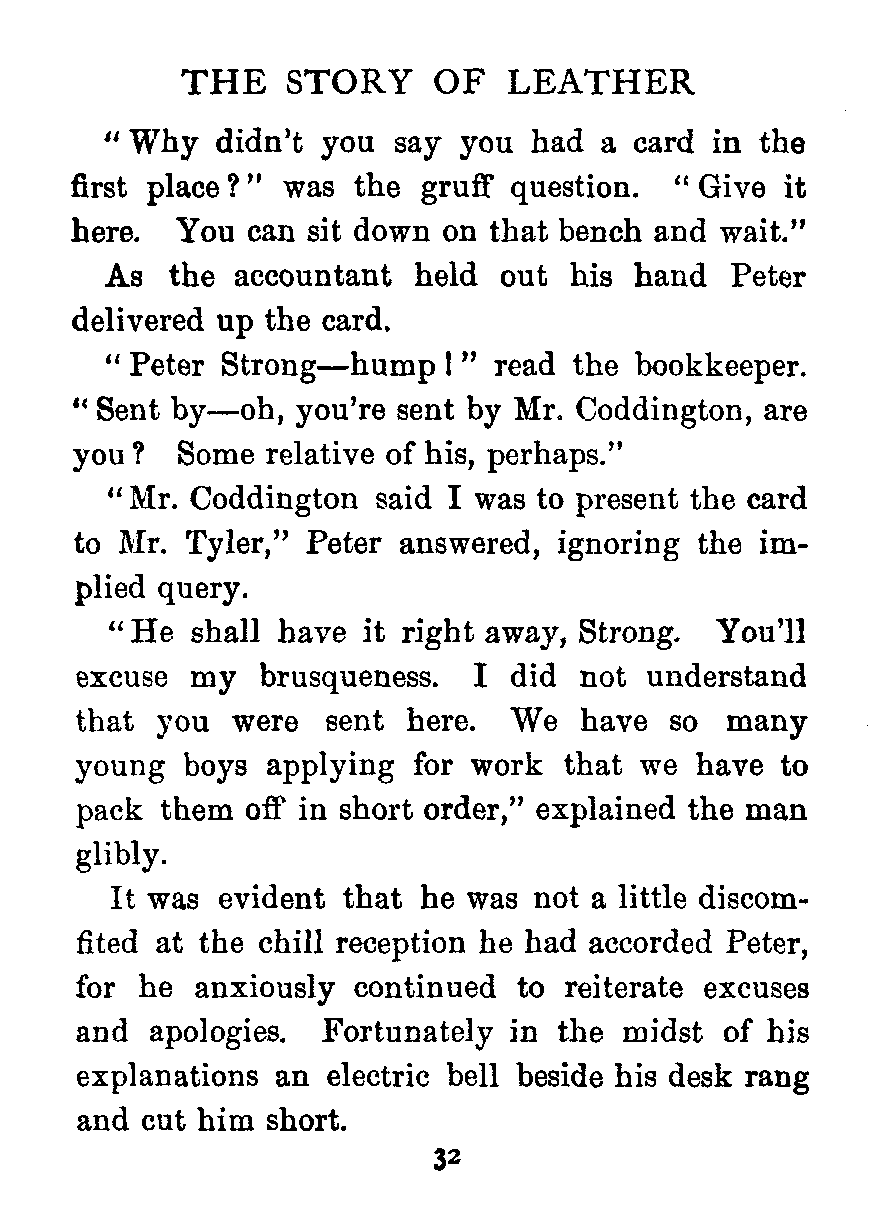 THE STORY OF LEATHER
“Why didn’t you say you had a card in the
first place?” was the gruff question. “Give it
here. You can sit down on that bench and wait.”
As the accountant held out his hand Peter
delivered up the card.
“Peter Strong—hump!” read the bookkeeper.
“Sent by—oh, you’re sent by Mr. Coddington, are
you? Some relative of his, perhaps.”
“Mr. Coddington said I was to present the card
to Mr. Tyler,” Peter answered, ignoring the im-
plied query.
“He shall have it right away, Strong. You’ll
excuse my brusqueness. I did not understand
that you were sent here. We have so many
young boys applying for work that we have to
pack them off in short order,” explained the man
glibly.
It was evident that he was not a little discom-
fited at the chill reception he had accorded Peter,
for he anxiously continued to reiterate excuses
and apologies. Fortunately in the midst of his
explanations an electric bell beside his desk rang
and cut him short.
32